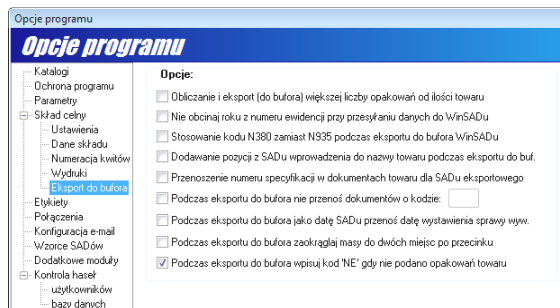 Opcje programu
Opcje programu
Katalogi
Ochrona programu
Parametry
Skład celny
Ustawienia
Dane składu
Numeracja kwitów
Wydruki
Eksport do bufora
Etykiety
Połączenia
Konfiguracja e-mail
Wzorce SADów
Dodatkowe moduły
Kontrola haseł
użytkowników
bazy danych
Opcje:
Obliczanie i eksport (do bufora) większej liczby opakowań od ilości towaru
Nie obcinaj roku z numeru ewidencji przy przesyłaniu danych do WinSADu
Stosowanie kodu N380 zamiast N935 podczas eksportu do bufora WinSADu
Dodawanie pozycji z SADu wprowadzenia do nazwy towaru podczas eksportu do buf.
Przenoszenie numeru specyfikacji w dokumentach towaru dla SADu eksportowego
Podczas eksportu do bufora nie przenoś dokumentów o kodzie:
Podczas eksportu do bufora jako datę SADu przenoś datę wystawienia sprawy wyw.
Podczas eksportu do bufora zaokrąglaj masy do dwóch miejsc po przecinku
Podczas eksportu do bufora wpisuj kod 'NE' gdy nie podano opakowań towaru